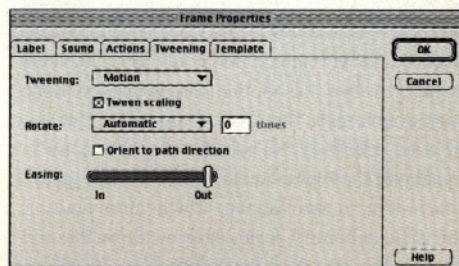 Frame Properties
Label Sound Actions Tweening Template
OK
Cancel
Tweening: Motion
Tween scaling
Rotate: Automatic 0 times
Orient to path direction
Easing:
In Out
Help